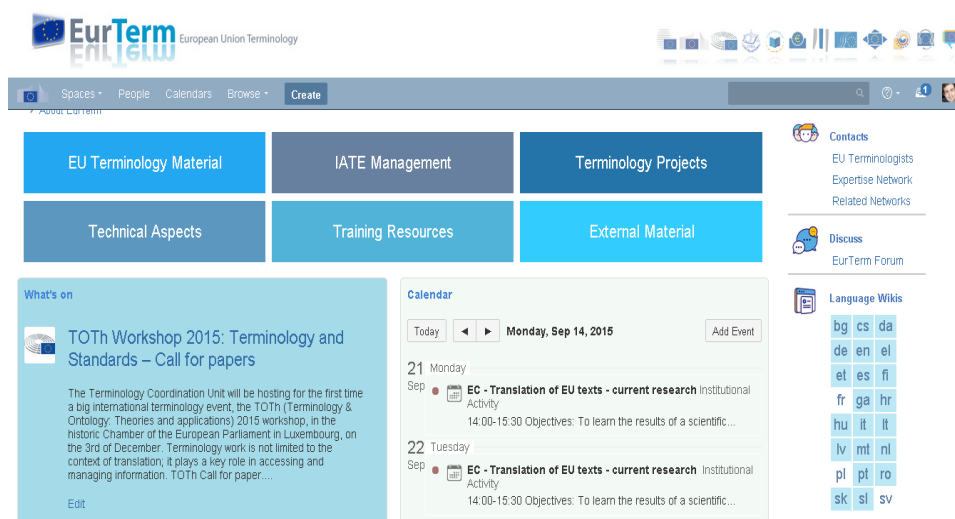 EurTerm European Union Terminology
Spaces People Calendars Browse Create
1
> About EurTerm
EU Terminology Material
IATE Management
Terminology Projects
Technical Aspects
Training Resources
External Material
What's on
TOTh Workshop 2015: Terminology and
Standards – Call for papers
The Terminology Coordination Unit will be hosting for the first time
a big international terminology event, the TOTh (Terminology &
Ontology: Theories and applications) 2015 workshop, in the
historic Chamber of the European Parliament in Luxembourg, on
the 3rd of December. Terminology work is not limited to the
context of translation; it plays a key role in accessing and
managing information. TOTh Call for paper....
Edit
Calendar
Today Monday, Sep 14, 2015 Add Event
21 Monday
Sep EC - Translation of EU texts - current research Institutional
Activity
14:00-15:30 Objectives: To learn the results of a scientific...
22 Tuesday
Sep EC - Translation of EU texts - current research Institutional
Activity
14:00-15:30 Objectives: To learn the results of a scientific...
Contacts
EU Terminologists
Expertise Network
Related Networks
Discuss
EurTerm Forum
Language Wikis
bg cs da
de en el
et es fi
fr ga hr
hu it lt
lv mt nl
pl pt ro
sk sl sv